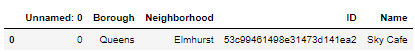 Unnamed: 0 Borough Neighborhood ID Name
0 0 Queens Elmhurst 53c99461498e31473d141ea2 Sky Cafe